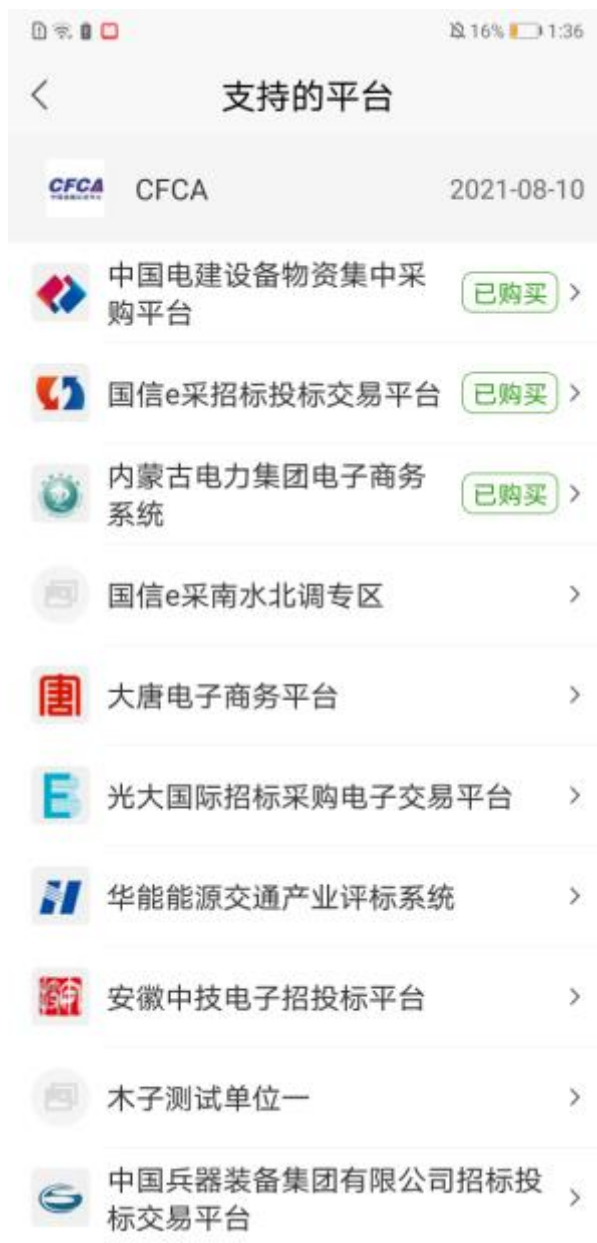 16% 1:36
支持的平台
CFCA CFCA 2021-08-10
中国电建设备物资集中采
购平台
已购买
国信e采招标投标交易平台 已购买
内蒙古电力集团电子商务
系统
已购买
国信e采南水北调专区
大唐电子商务平台
光大国际招标采购电子交易平台
华能能源交通产业评标系统
安徽中技电子招投标平台
木子测试单位一
中国兵器装备集团有限公司招标投
标交易平台